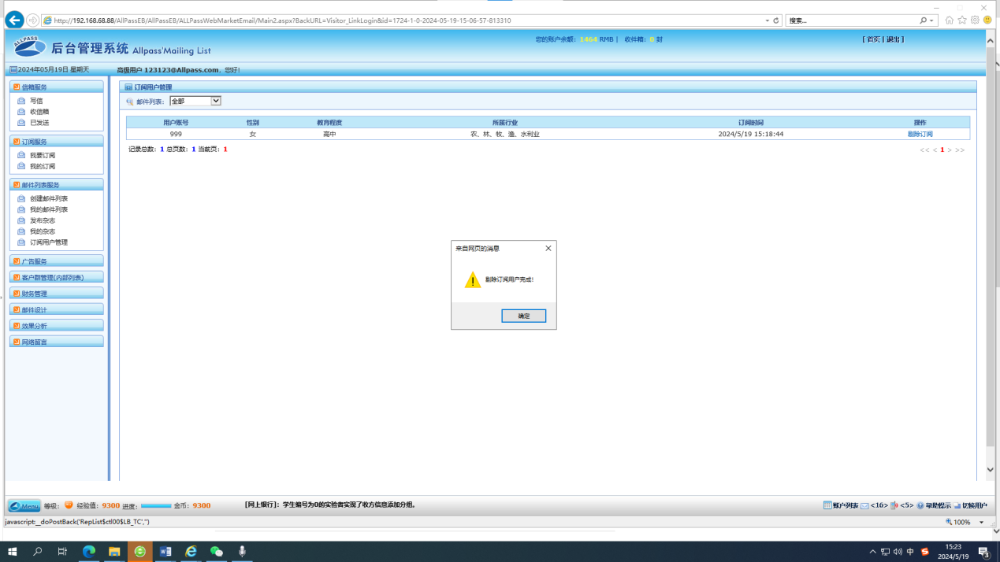 http://192.168.68.88/AllPassEB/AllPassEB/ALLPassWebMarketEmail/Main2.aspx?BackURL=Visitor_LinkLogin&id=1724-1-0-2024-05-19-15-06-57-813310
搜索...
ALLPASS 后台管理系统 Allpass'Mailing List
您的账户余额: 1464 RMB | 收件箱: 0 封
[ 首页 | 退出 ]
2024年05月19日 星期天
高级用户 123123@Allpass.com, 您好!
信箱服务
写信
收信箱
已发送
订阅服务
我要订阅
我的订阅
邮件列表服务
创建邮件列表
我的邮件列表
发布杂志
我的杂志
订阅用户管理
广告服务
客户群管理(内部列表)
财务管理
邮件设计
效果分析
网络留言
订阅用户管理
邮件列表: 全部
用户账号 性别 教育程度 所属行业 订阅时间 操作
999 女 高中 农、林、牧、渔、水利业 2024/5/19 15:18:44 剔除订阅
记录总数: 1 总页数: 1 当前页: 1
<< < 1 > >>
来自网页的消息
剔除订阅用户完成!
确定
Menu 等级: 经验值: 9300 进度: 金币: 9300
[网上银行]: 学生编号为0的实验者实现了收方信息添加分组。
账户列表 <16> <5> 帮助提示 切换用户
javascript:__doPostBack('RepList$ctl00$LB_TC','')
100%
中
15:23
2024/5/19
3